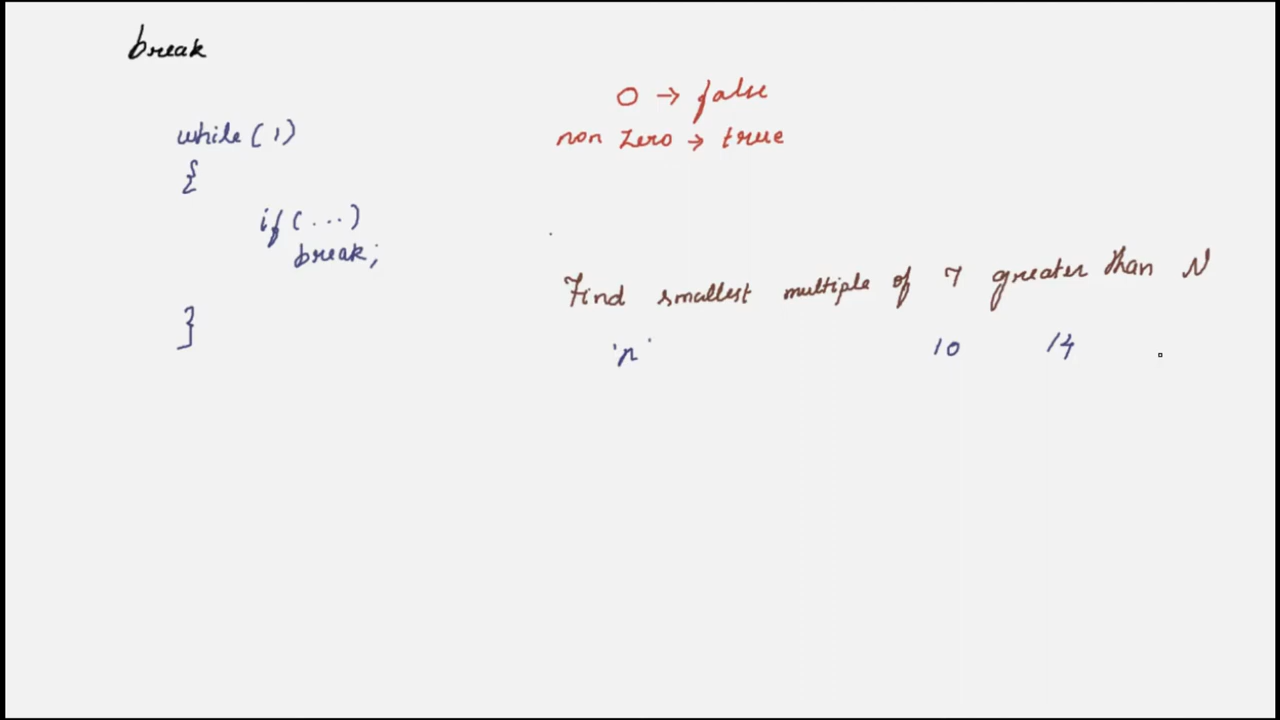 break
0 → false
non zero → true
while(1)
{
if(...)
break;
}
Find smallest multiple of 7 greater than N
'n' 10 14